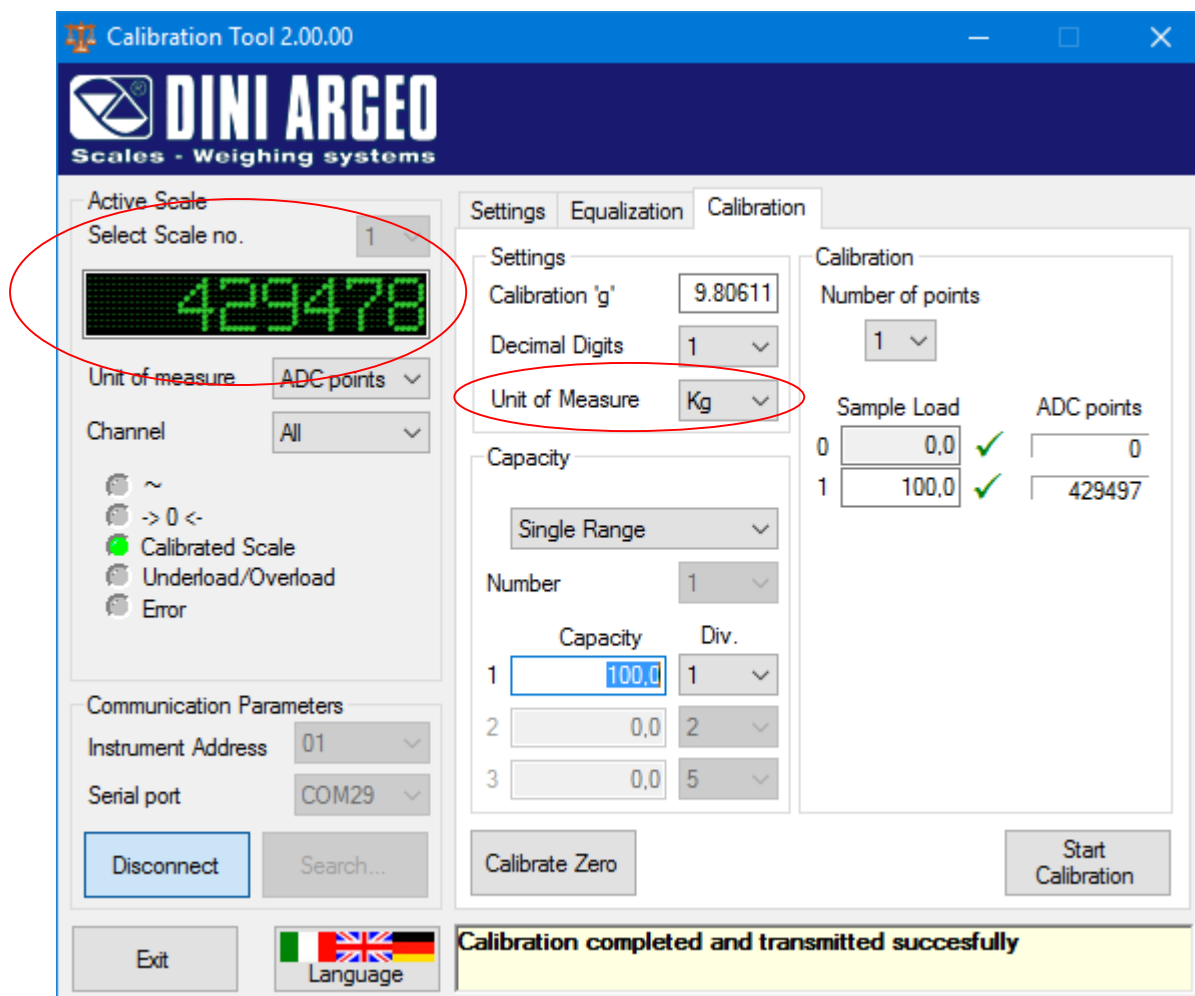 Calibration Tool 2.00.00
DINI ARGEO
Scales - Weighing systems
Active Scale
Select Scale no. 1
429478
Unit of measure ADC points
Channel All
~
-> 0 <-
Calibrated Scale
Underload/Overload
Error
Communication Parameters
Instrument Address 01
Serial port COM29
Disconnect Search...
Exit
Language
Settings Equalization Calibration
Settings
Calibration 'g' 9.80611
Decimal Digits 1
Unit of Measure Kg
Capacity
Single Range
Number 1
Capacity Div.
1 100,0 1
2 0,0 2
3 0,0 5
Calibrate Zero
Calibration
Number of points
1
Sample Load ADC points
0 0,0 0
1 100,0 429497
Start
Calibration
Calibration completed and transmitted succesfully